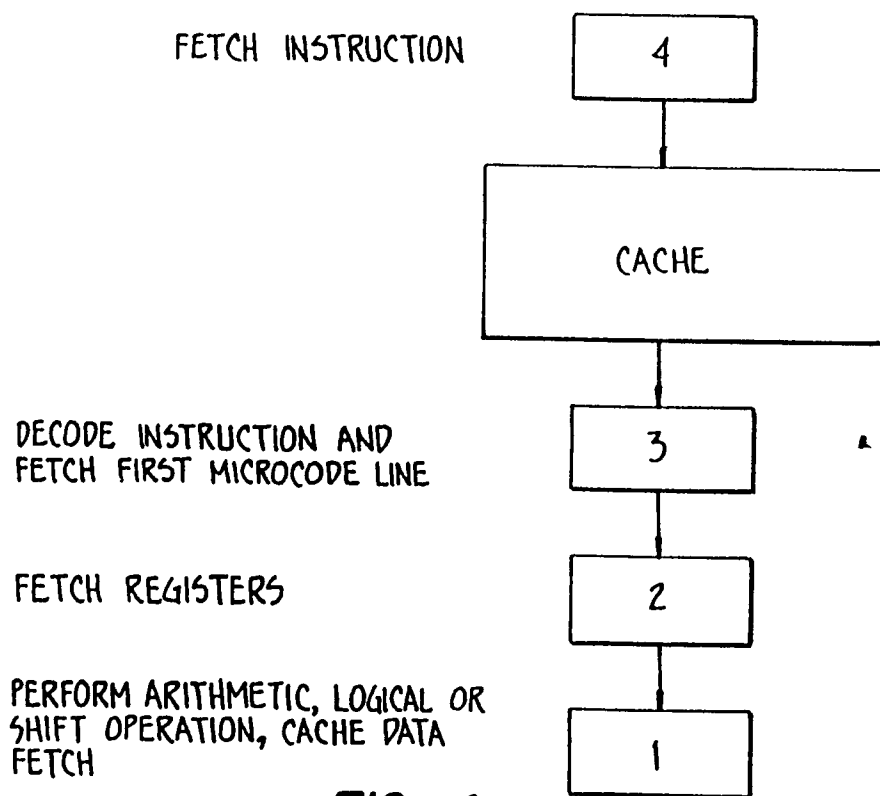 FETCH INSTRUCTION
4
CACHE
DECODE INSTRUCTION AND
FETCH FIRST MICROCODE LINE
3
FETCH REGISTERS
2
PERFORM ARITHMETIC, LOGICAL OR
SHIFT OPERATION, CACHE DATA
FETCH
1